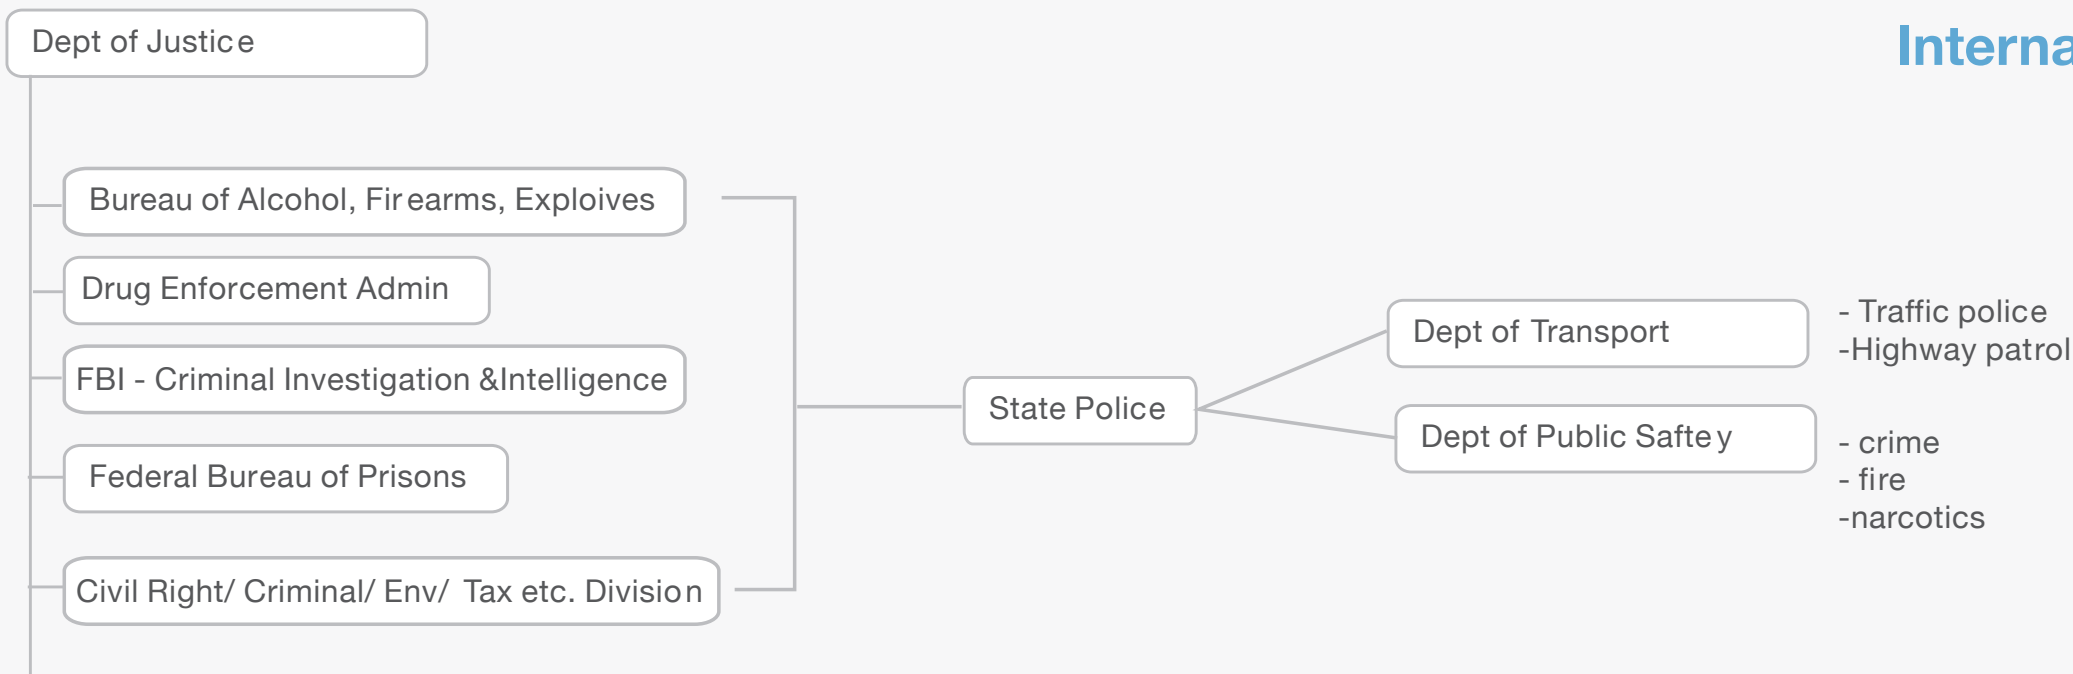 Dept of Justice
Interna
Bureau of Alcohol, Firearms, Exploives
Drug Enforcement Admin
FBI - Criminal Investigation &Intelligence
Federal Bureau of Prisons
Civil Right/ Criminal/ Env/ Tax etc. Division
State Police
Dept of Transport
- Traffic police
-Highway patrol
Dept of Public Saftey
- crime
- fire
-narcotics